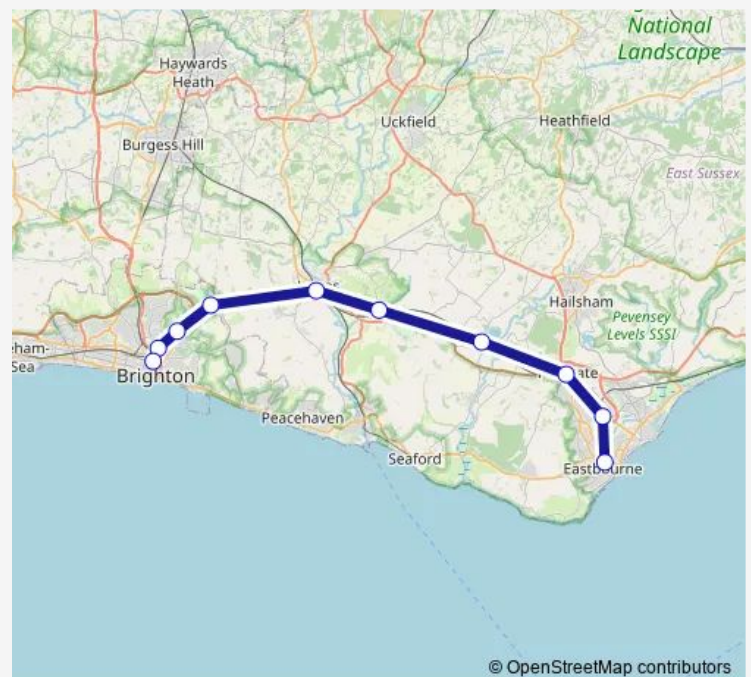 National
Landscape
Haywards
Heath
Uckfield
Heathfield
Burgess Hill
East Sussex
Hailsham
Pevensey
Levels SSSI
eham-
Sea
Brighton
Peacehaven
Seaford
Eastbourne
© OpenStreetMap contributors